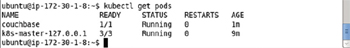 ubuntu@ip-172-30-1-8:~$ kubectl get pods
NAME READY STATUS RESTARTS AGE
couchbase 1/1 Running 0 1m
k8s-master-127.0.0.1 3/3 Running 0 9m
ubuntu@ip-172-30-1-8:~$